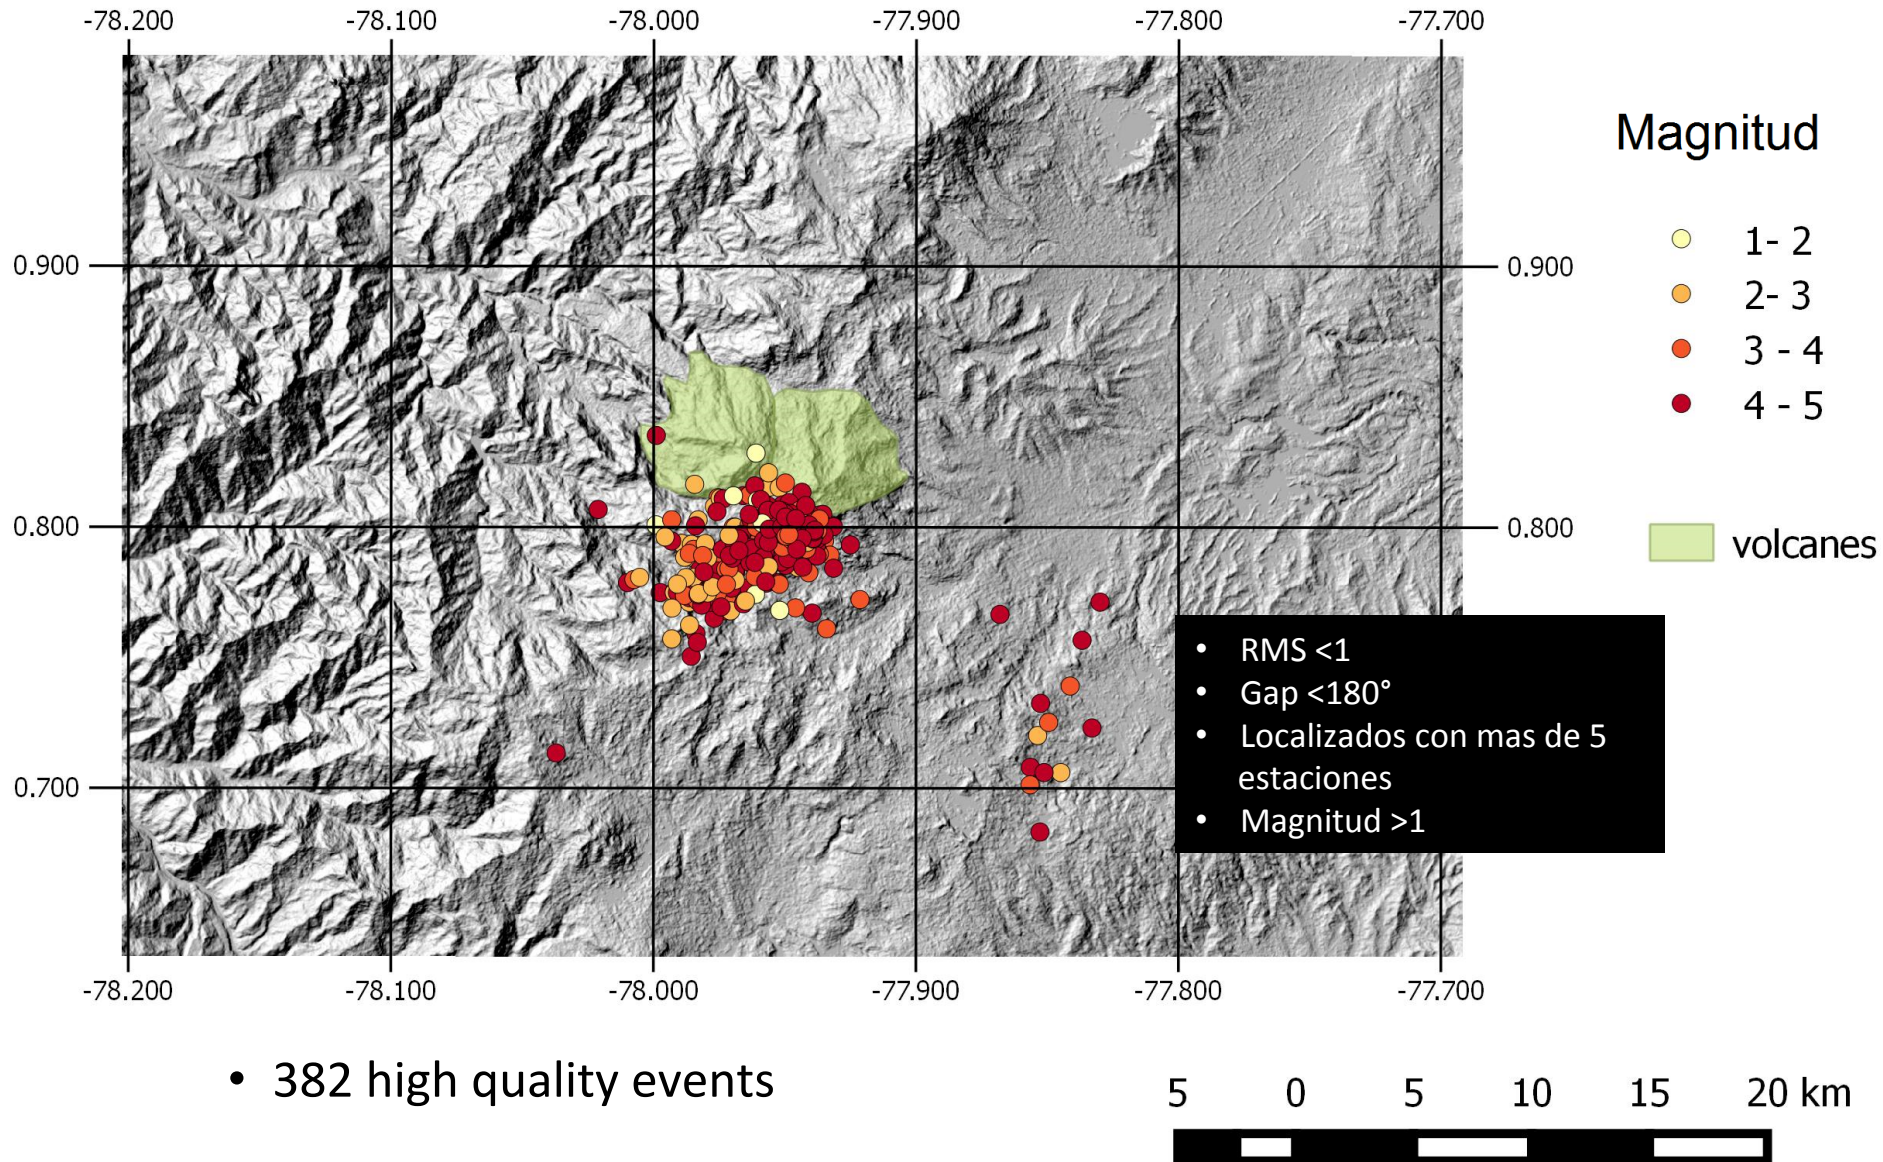 -78.200 -78.100 -78.000 -77.900 -77.800 -77.700
Magnitud
1- 2
2- 3
3 - 4
4 - 5
volcanes
0.900 0.900
0.800 0.800
0.700
• RMS <1
• Gap <180°
• Localizados con mas de 5
estaciones
• Magnitud >1
-78.200 -78.100 -78.000 -77.900 -77.800 -77.700
• 382 high quality events
5 0 5 10 15 20 km